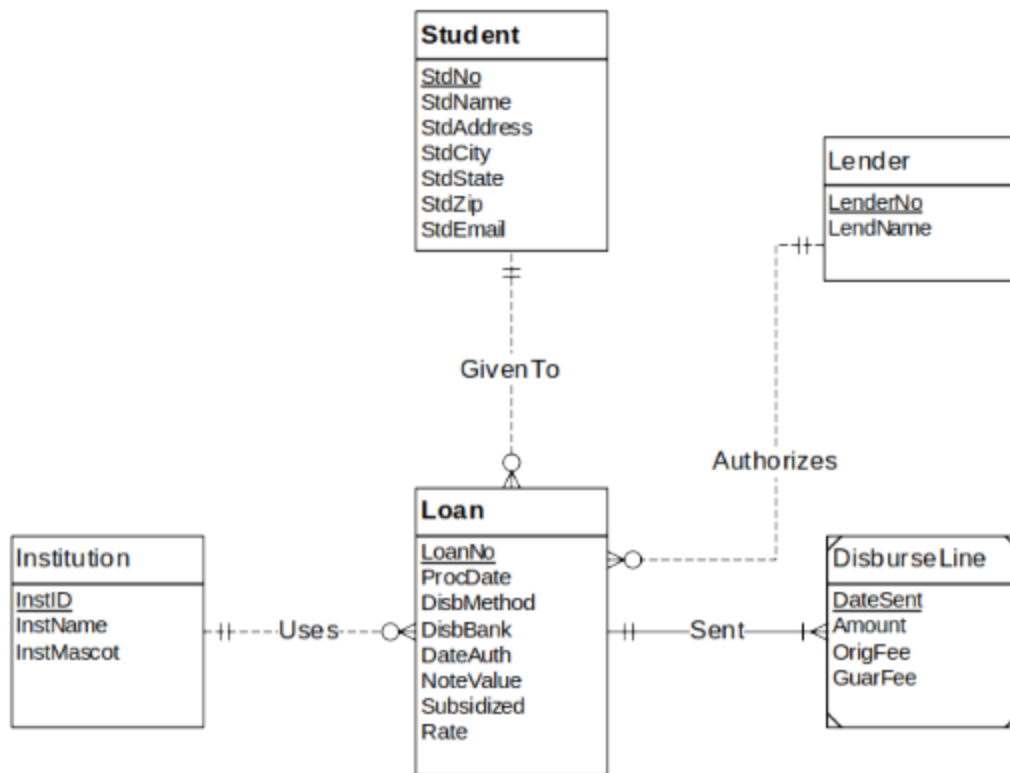 Student
StdNo
StdName
StdAddress
StdCity
StdState
StdZip
StdEmail
Lender
LenderNo
LendName
GivenTo
Authorizes
Institution
InstID
InstName
InstMascot
Uses
Loan
LoanNo
ProcDate
DisbMethod
DisbBank
DateAuth
NoteValue
Subsidized
Rate
Sent
DisburseLine
DateSent
Amount
OrigFee
GuarFee